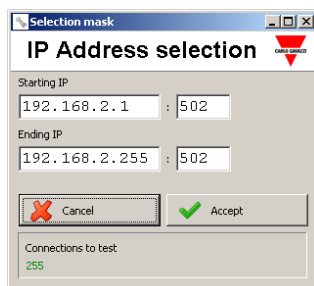 Selection mask
IP Address selection
CARLO GAVAZZI
Starting IP
192.168.2.1 : 502
Ending IP
192.168.2.255 : 502
Cancel Accept
Connections to test
255